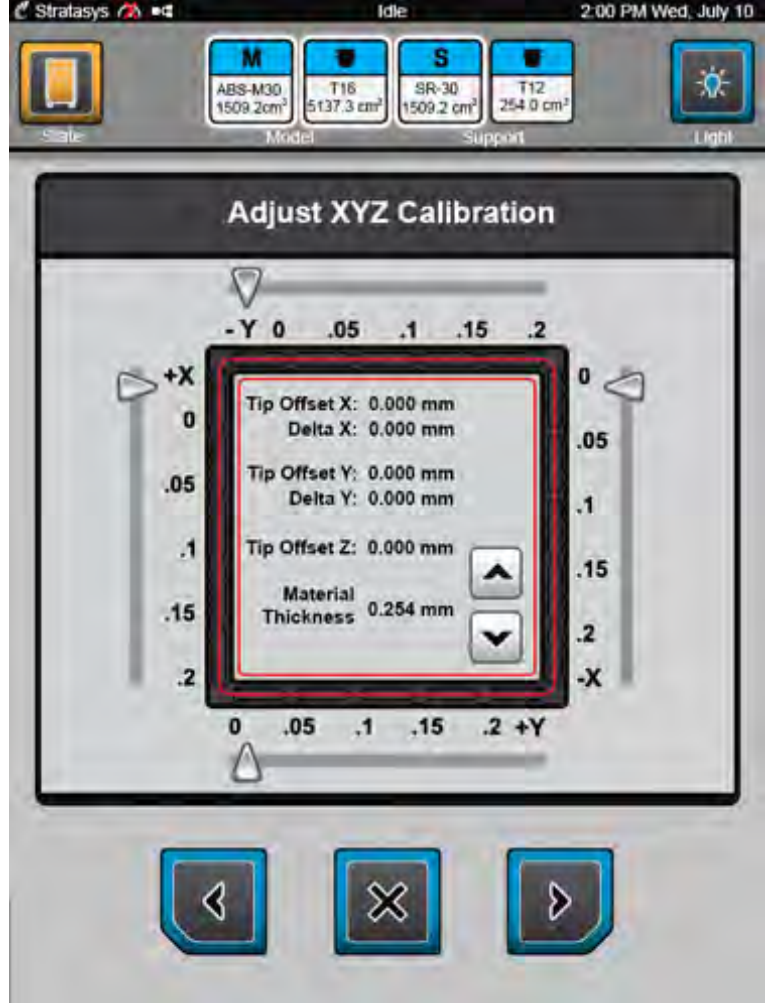 Stratasys Idle 2:00 PM Wed, July 10
M S
ABS-M30 T16 SR-30 T12
1509.2cm³ 5137.3 cm³ 1509.2 cm³ 254.0 cm³
State Model Support Light
Adjust XYZ Calibration
- Y 0 .05 .1 .15 .2
+X 0
0 .05
.05 .1
.1 .15
.15 .2
.2 -X
Tip Offset X: 0.000 mm
Delta X: 0.000 mm
Tip Offset Y: 0.000 mm
Delta Y: 0.000 mm
Tip Offset Z: 0.000 mm
Material
Thickness 0.254 mm
0 .05 .1 .15 .2 +Y